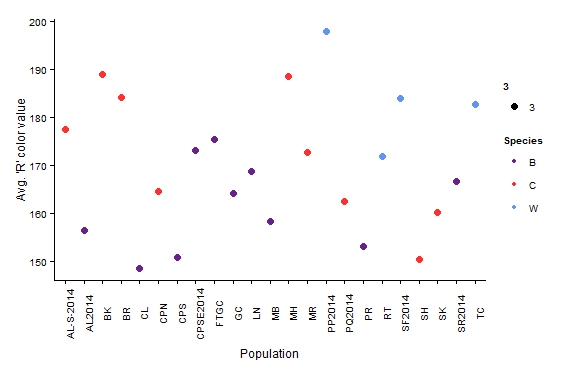 200
190
180
170
160
150
Avg. 'R' color value
AL-S-2014
AL2014
BK
BR
CL
CPN
CPS
CPSE2014
FTGC
GC
LN
MB
MH
MR
PP2014
PQ2014
PR
RT
SF2014
SH
SK
SR2014
TC
Population
3
3
Species
B
C
W